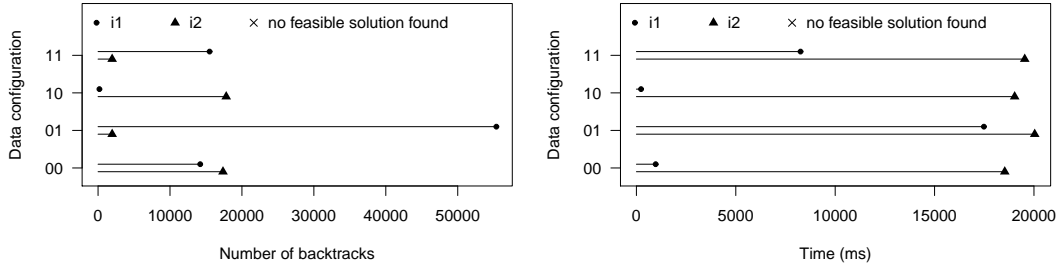 i1 i2 no feasible solution found
11
10
01
00
Data configuration
0 10000 20000 30000 40000 50000
Number of backtracks
i1 i2 no feasible solution found
11
10
01
00
Data configuration
0 5000 10000 15000 20000
Time (ms)